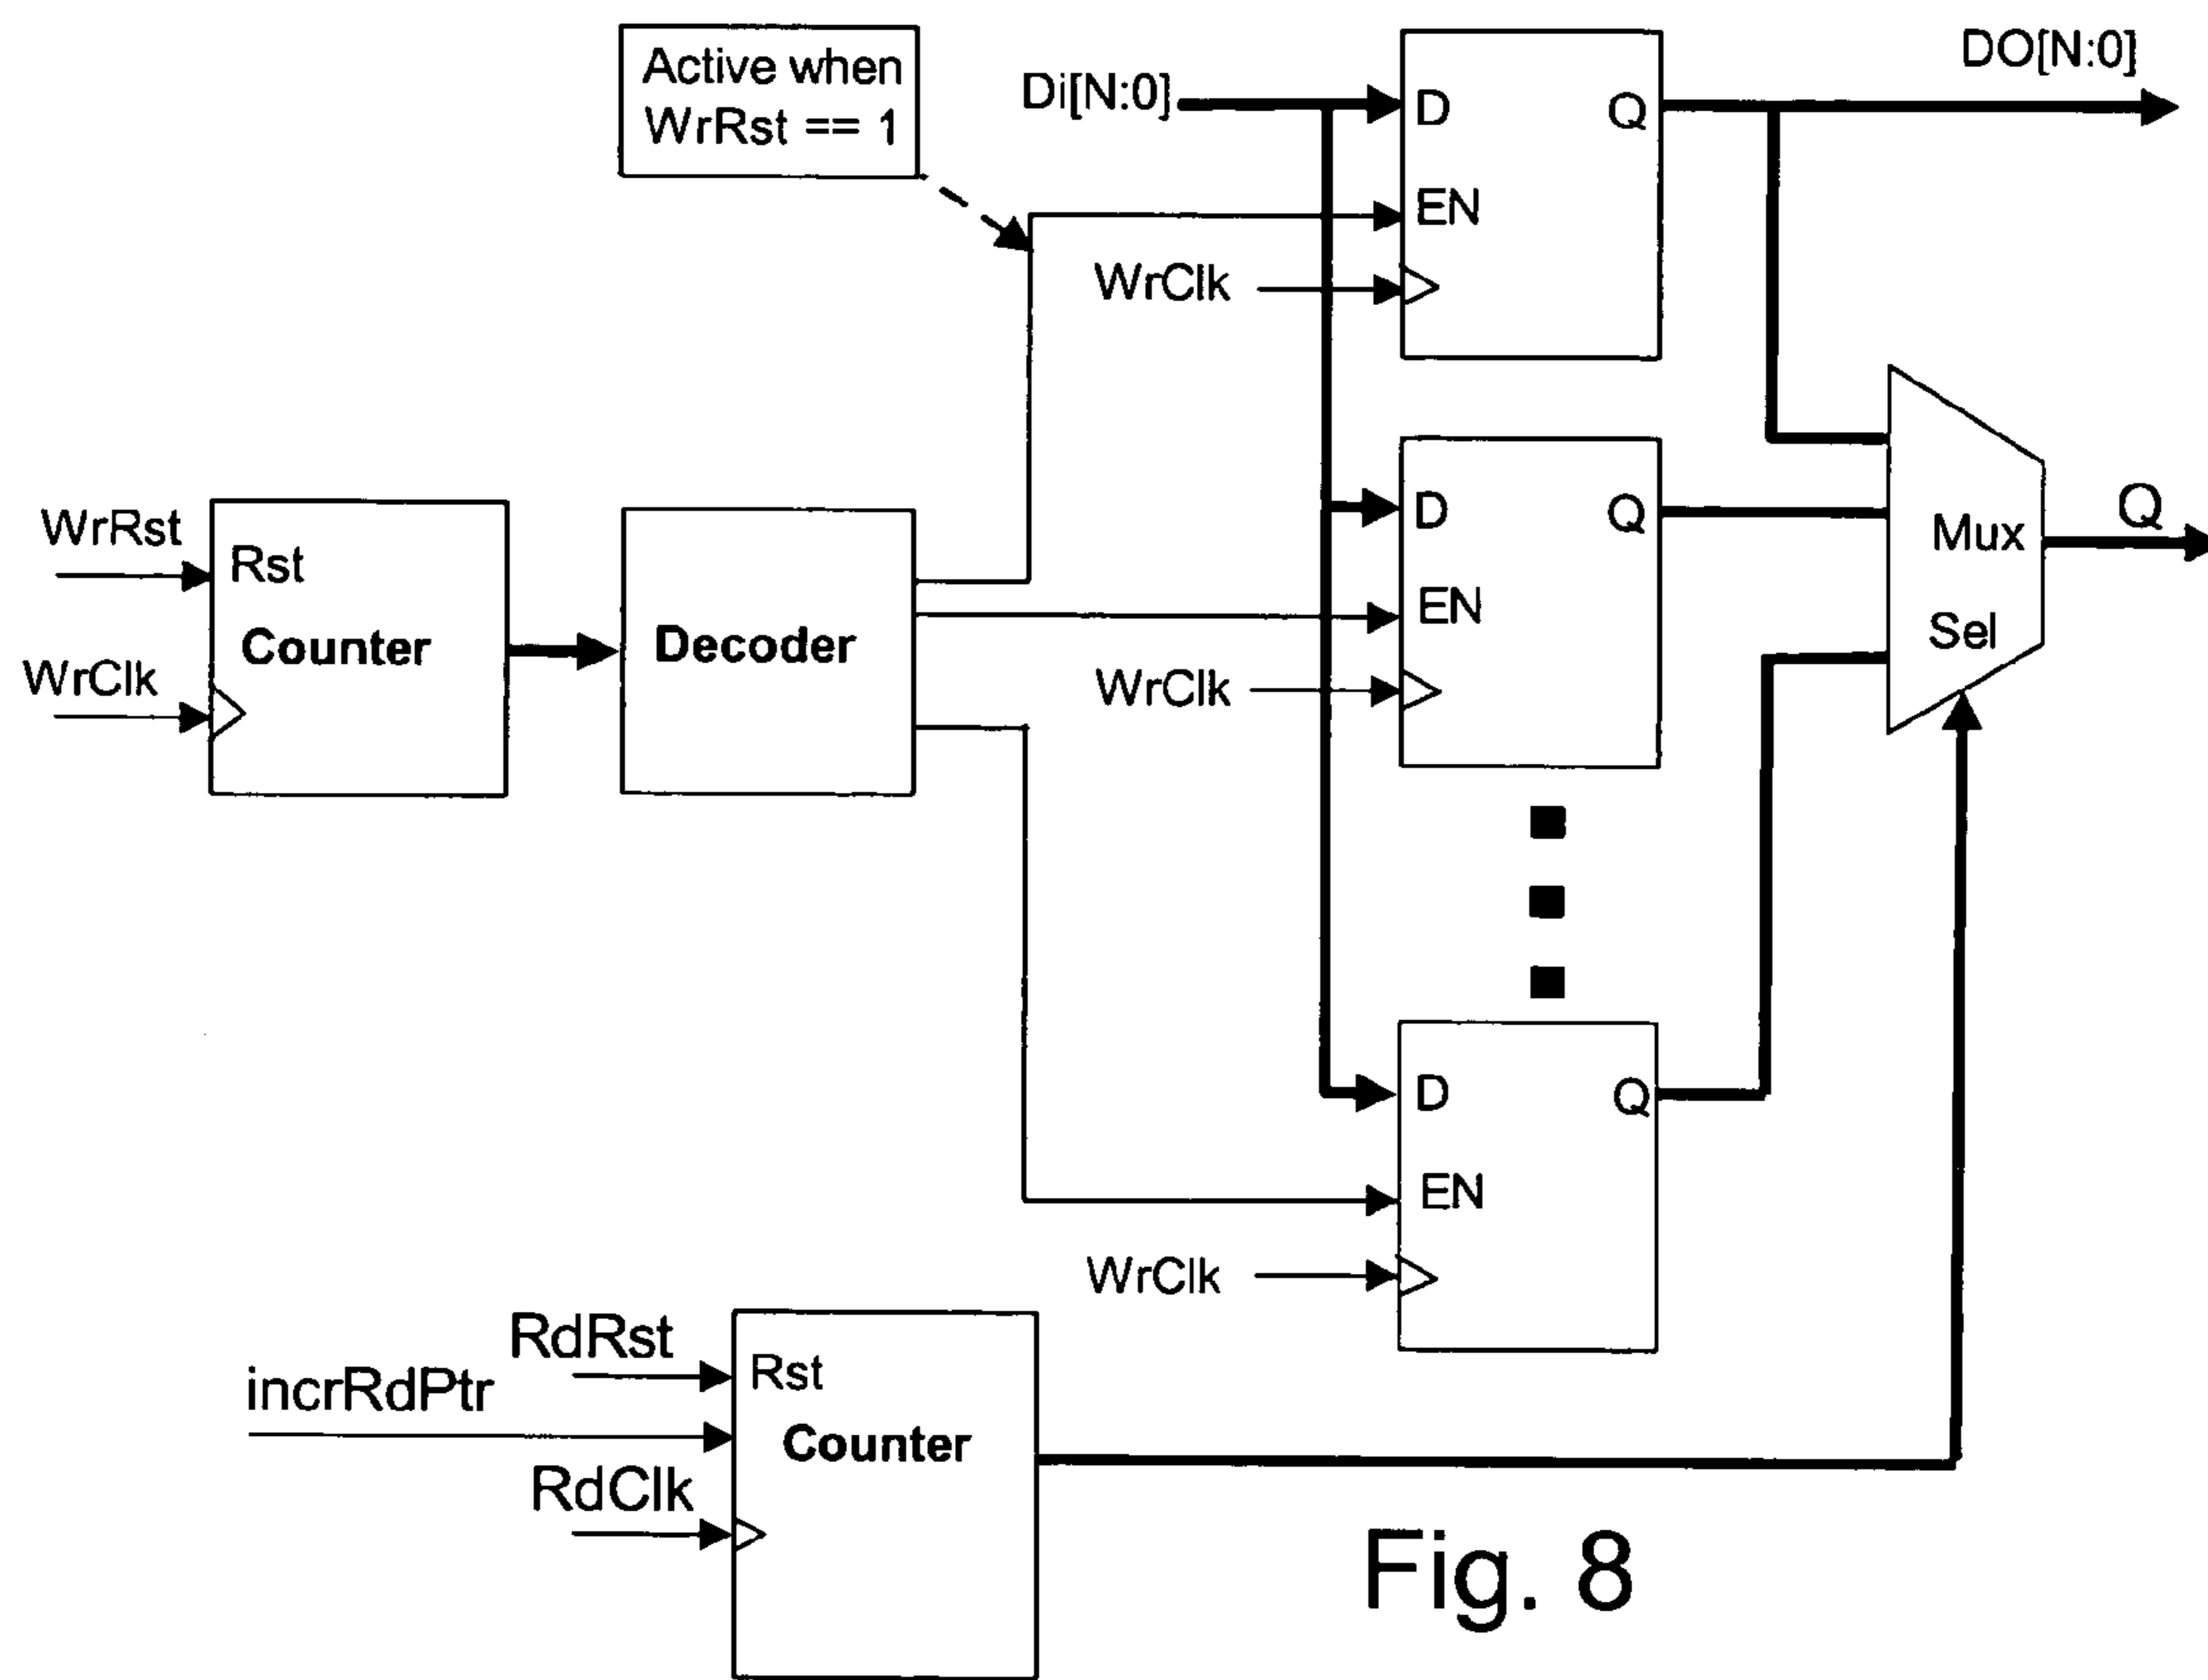 Active when
WrRst == 1
Di[N:0]
DO[N:0]
D
Q
EN
WrClk
WrRst
Rst
Counter
WrClk
Decoder
D
Q
EN
WrClk
Mux
Sel
Q
D
Q
EN
WrClk
RdRst
incrRdPtr
RdClk
Rst
Counter
Fig. 8